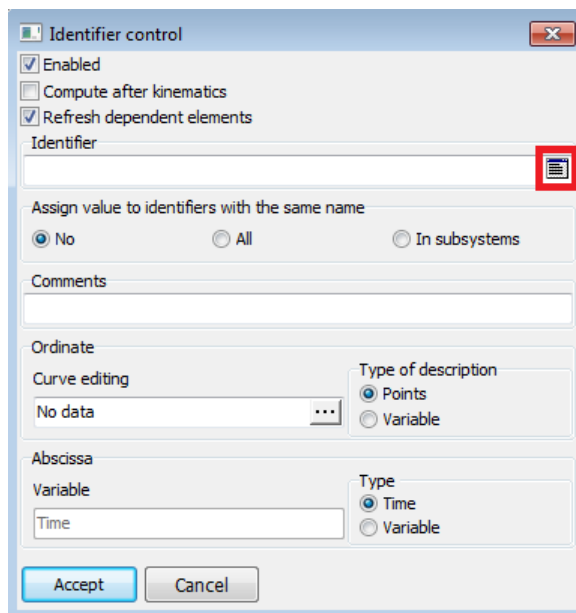 Identifier control
Enabled
Compute after kinematics
Refresh dependent elements
Identifier
Assign value to identifiers with the same name
No All In subsystems
Comments
Ordinate
Curve editing
No data ...
Type of description
Points
Variable
Abscissa
Variable
Time
Type
Time
Variable
Accept Cancel